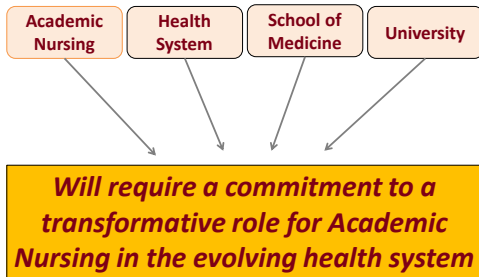 Academic
Nursing
Health
System
School of
Medicine
University
Will require a commitment to a
transformative role for Academic
Nursing in the evolving health system